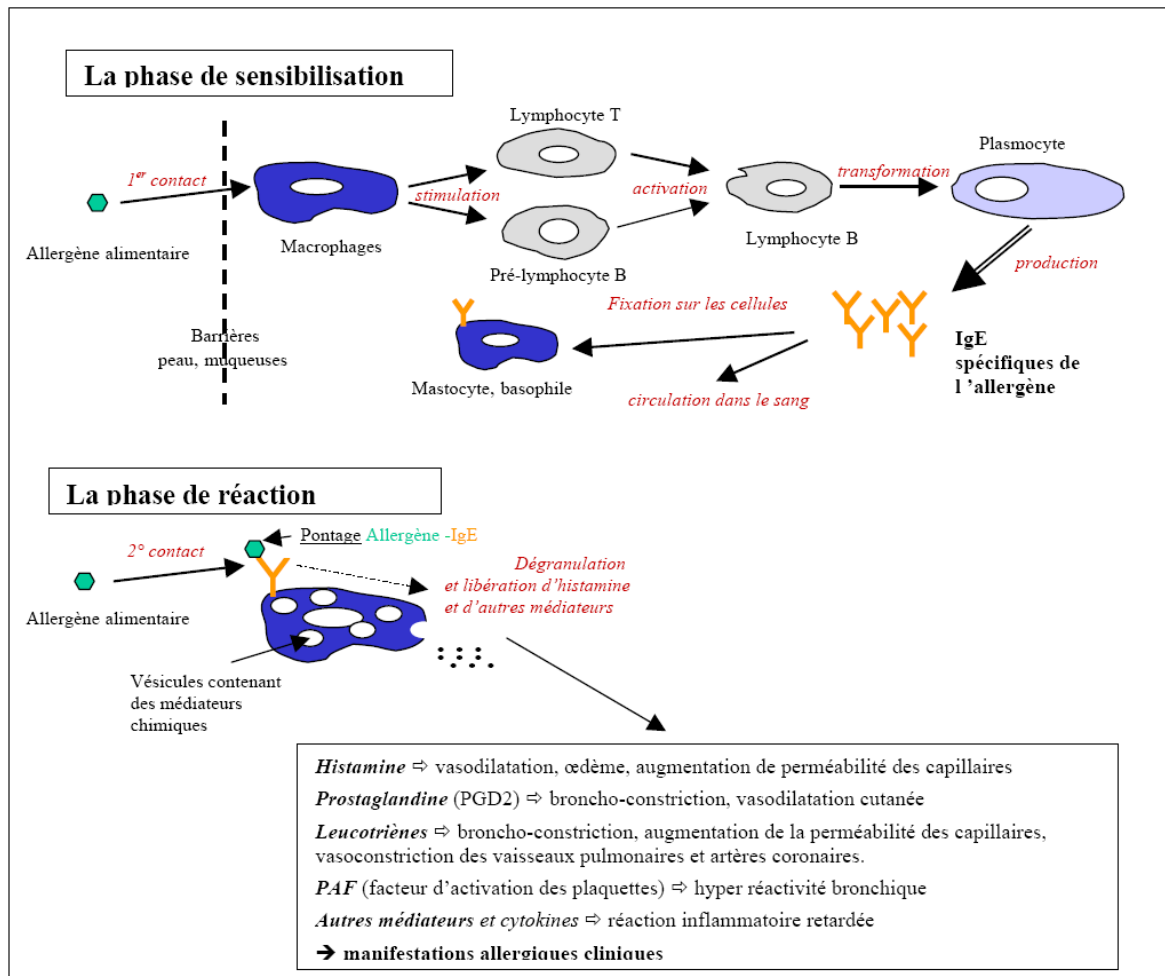 La phase de sensibilisation
Lymphocyte T
Plasmocyte
1er contact
stimulation
activation
transformation
Allergène alimentaire
Macrophages
Pré-lymphocyte B
Lymphocyte B
production
Fixation sur les cellules
Barrières
peau, muqueuses
Mastocyte, basophile
circulation dans le sang
IgE
spécifiques de
l ’allergène
La phase de réaction
2° contact
Pontage Allergène -IgE
Allergène alimentaire
Dégranulation
et libération d’histamine
et d’autres médiateurs
Vésicules contenant
des médiateurs
chimiques
Histamine ⇨ vasodilatation, œdème, augmentation de perméabilité des capillaires
Prostaglandine (PGD2) ⇨ broncho-constriction, vasodilatation cutanée
Leucotriènes ⇨ broncho-constriction, augmentation de la perméabilité des capillaires,
vasoconstriction des vaisseaux pulmonaires et artères coronaires.
PAF (facteur d’activation des plaquettes) ⇨ hyper réactivité bronchique
Autres médiateurs et cytokines ⇨ réaction inflammatoire retardée
➔ manifestations allergiques cliniques